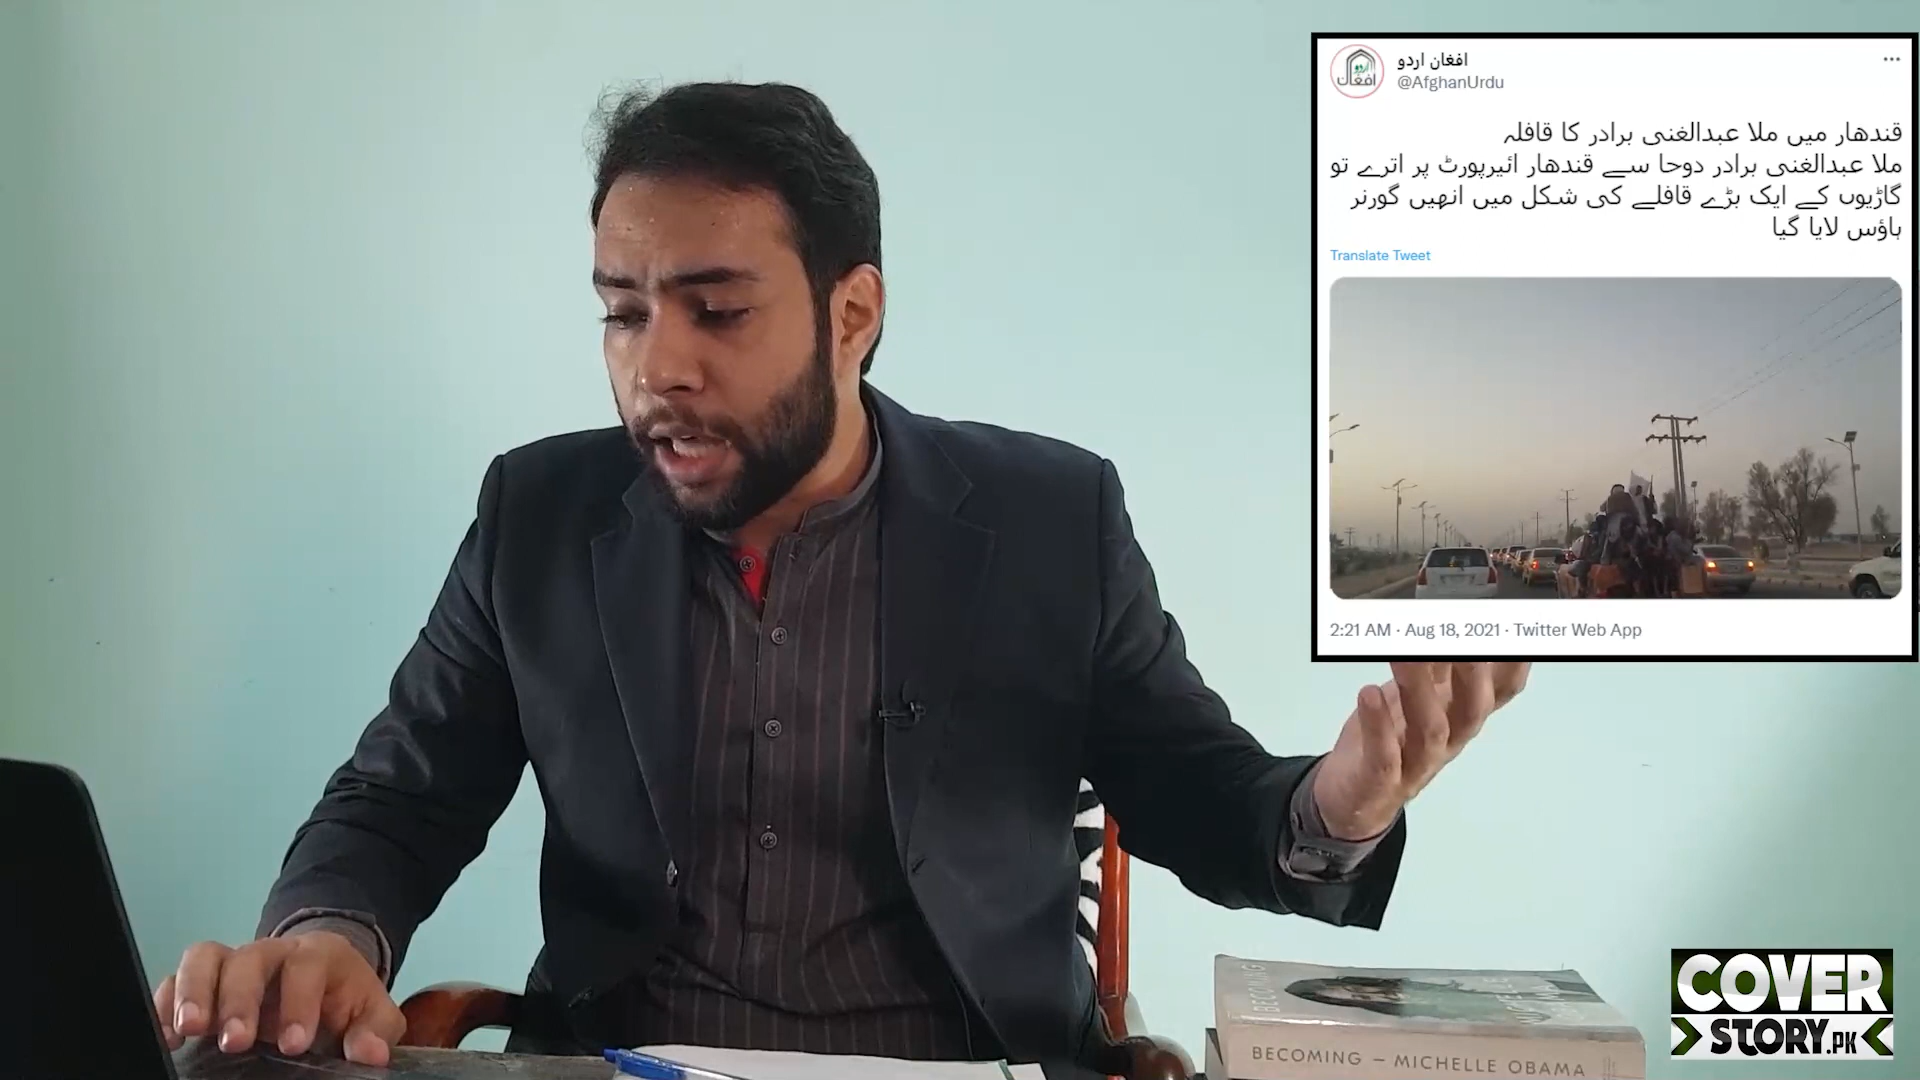 افغان اردو
@AfghanUrdu
قندھار میں ملا عبدالغنی برادر کا قافلہ
ملا عبدالغنی برادر دوحا سے قندھار ائیرپورٹ پر اترے تو
گاڑیوں کے ایک بڑے قافلے کی شکل میں انھیں گورنر
ہاؤس لایا گیا
Translate Tweet
2:21 AM · Aug 18, 2021 · Twitter Web App
BECOMING
BECOMING – MICHELLE OBAMA
COVER
STORY.PK